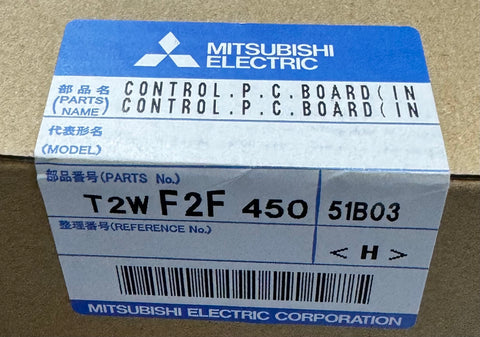 MITSUBISHI
ELECTRIC
部品名
(PARTS NAME)
CONTROL.P.C.BOARD(IN
CONTROL.P.C.BOARD(IN
代表形名
(MODEL)
部品番号(PARTS No.)
T2W F2F 450 51B03
整理番号(REFERENCE No.)
<H>
MITSUBISHI ELECTRIC CORPORATION